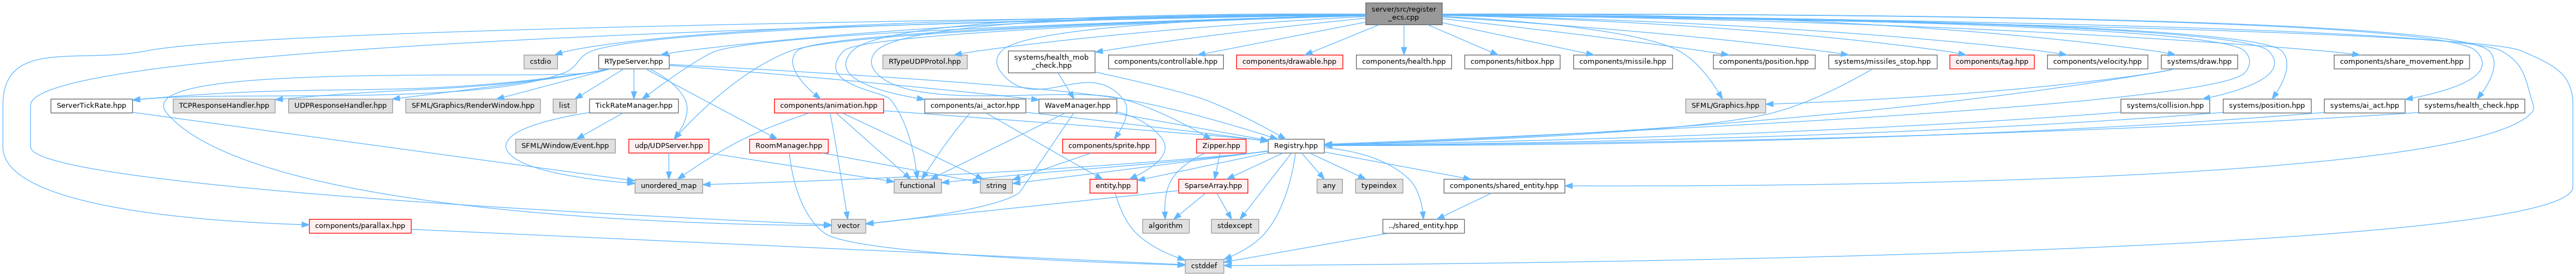 server/src/register
_ecs.cpp
cstdio
RTypeServer.hpp
RTypeUDPProtol.hpp
systems/health_mob
_check.hpp
components/controllable.hpp
components/drawable.hpp
components/health.hpp
components/hitbox.hpp
components/missile.hpp
components/position.hpp
systems/missiles_stop.hpp
components/tag.hpp
components/velocity.hpp
systems/draw.hpp
components/share_movement.hpp
ServerTickRate.hpp
TCPResponseHandler.hpp
UDPResponseHandler.hpp
SFML/Graphics/RenderWindow.hpp
list
TickRateManager.hpp
components/animation.hpp
components/ai_actor.hpp
WaveManager.hpp
SFML/Graphics.hpp
systems/collision.hpp
systems/position.hpp
systems/ai_act.hpp
systems/health_check.hpp
SFML/Window/Event.hpp
udp/UDPServer.hpp
RoomManager.hpp
components/sprite.hpp
Zipper.hpp
Registry.hpp
unordered_map
functional
string
entity.hpp
SparseArray.hpp
any
typeindex
components/shared_entity.hpp
components/parallax.hpp
vector
algorithm
stdexcept
../shared_entity.hpp
cstddef